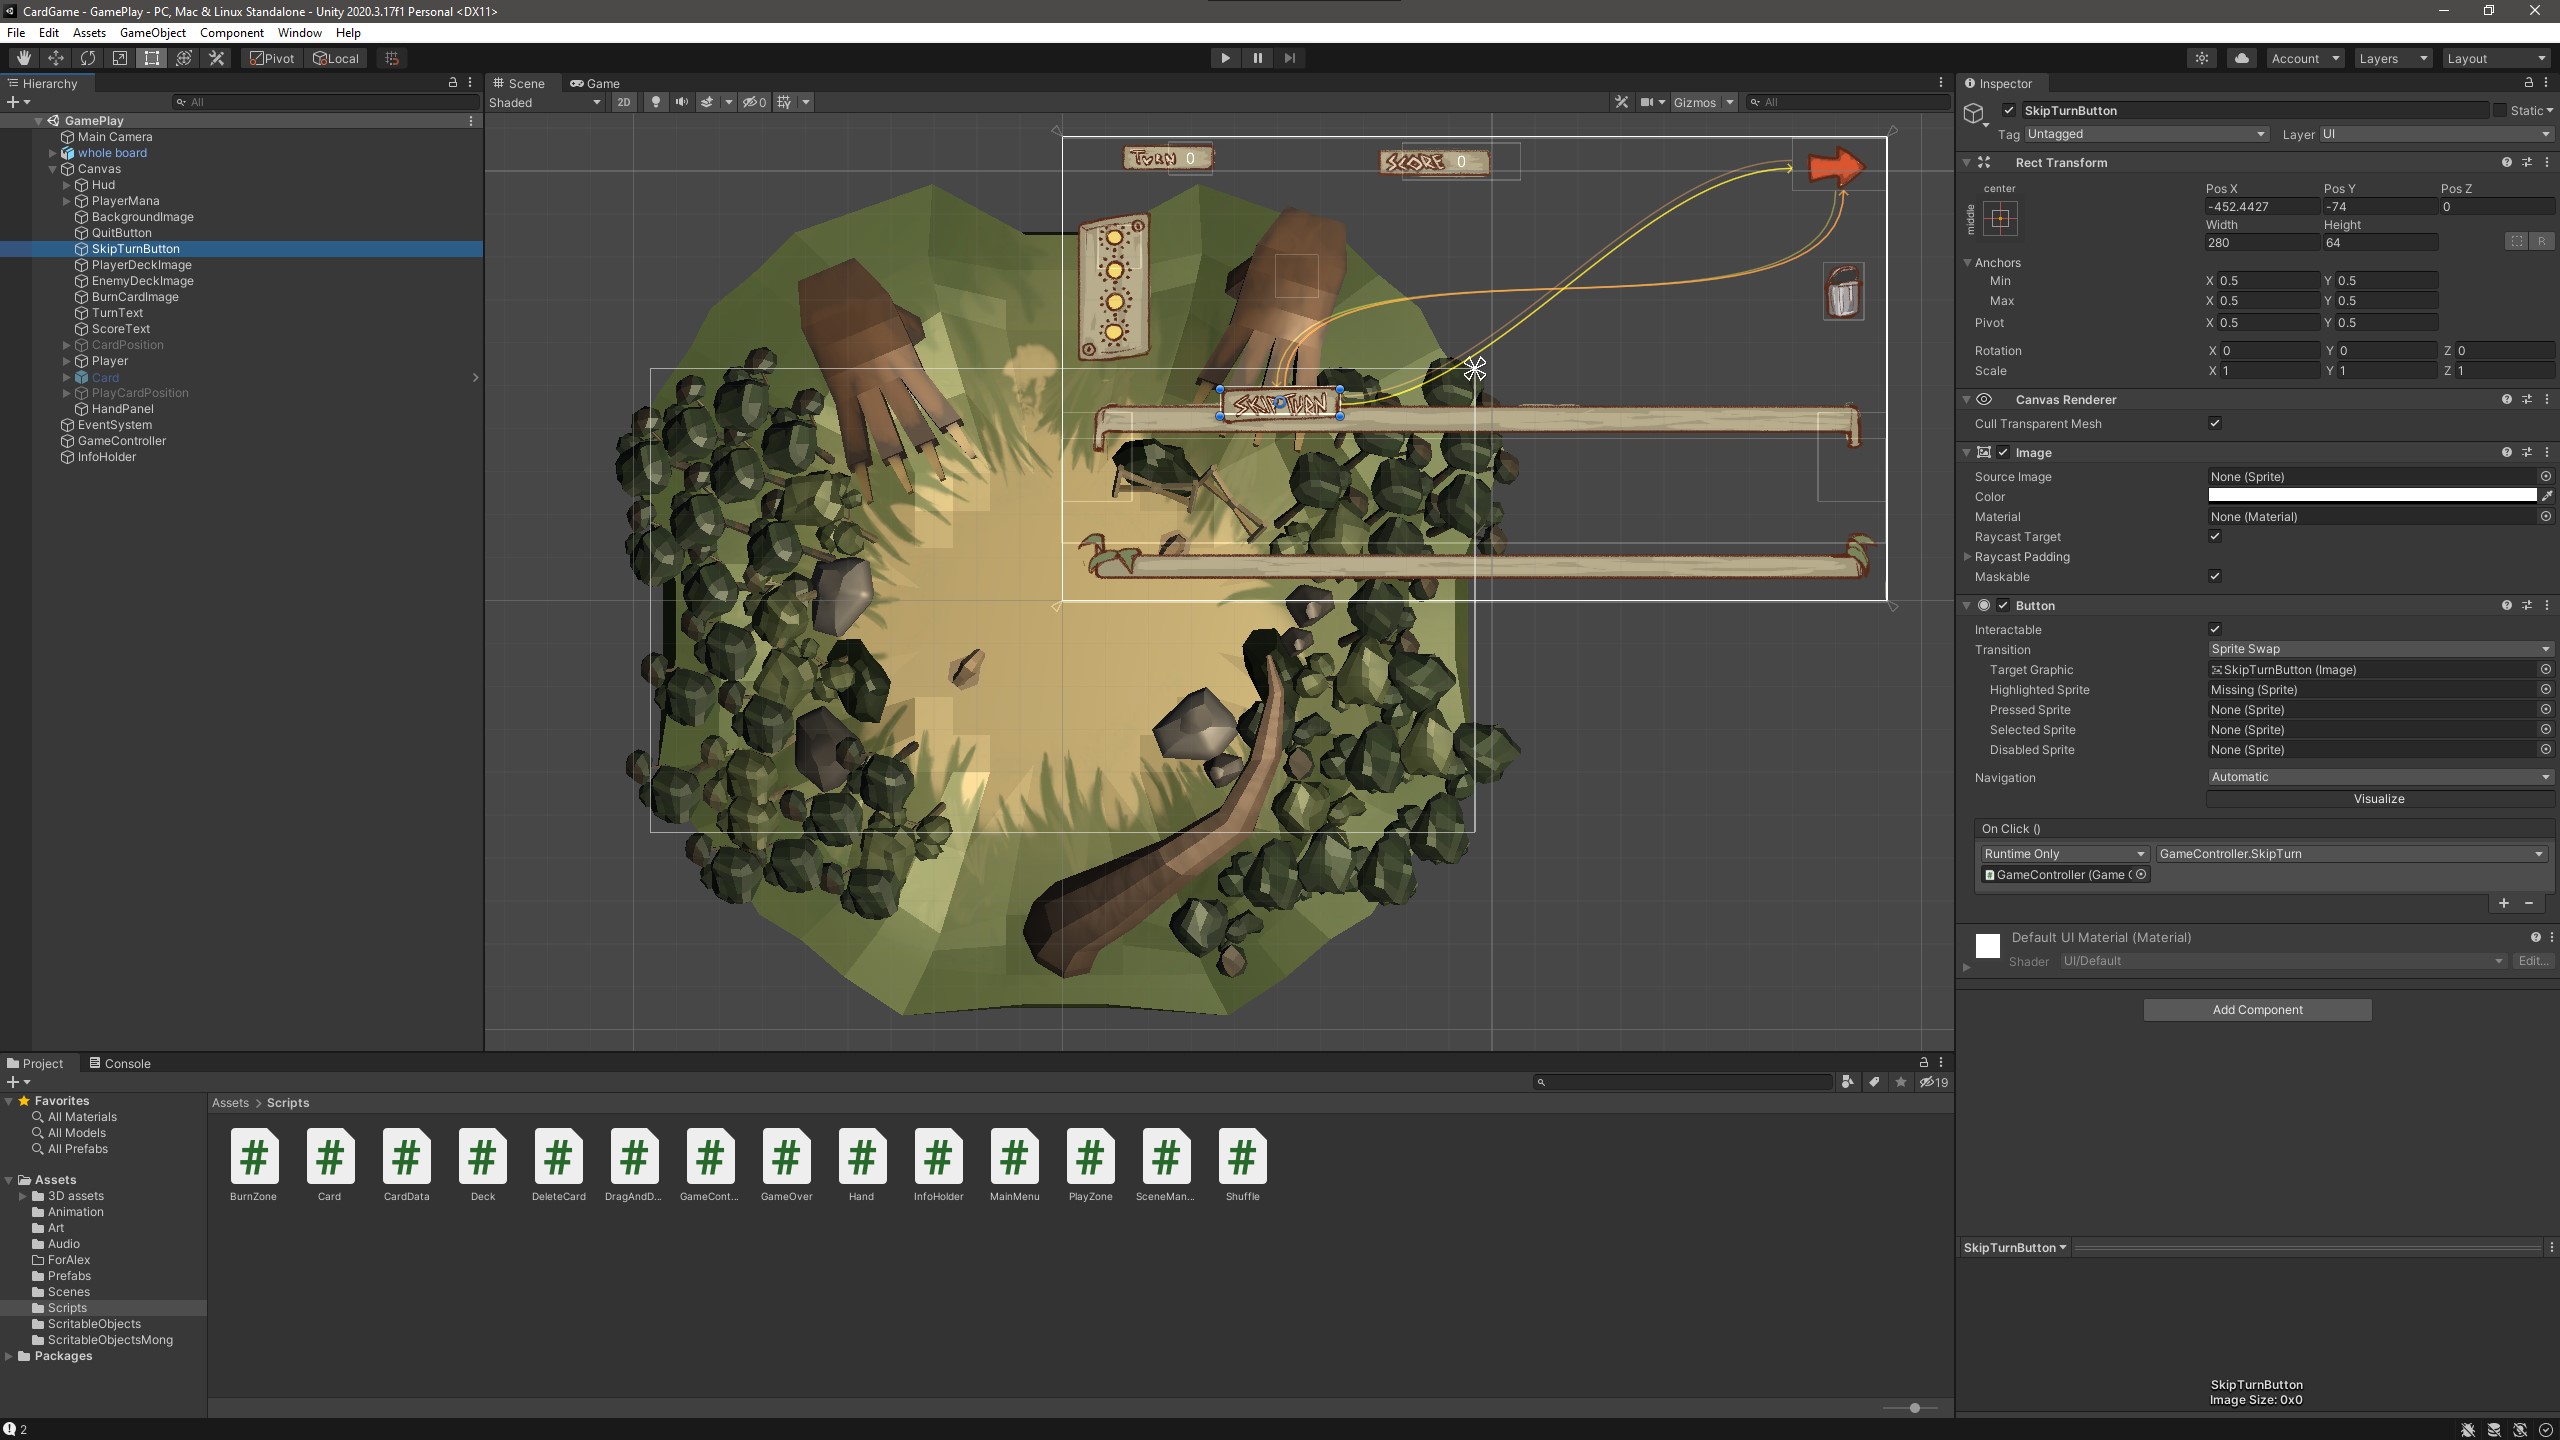 CardGame - GamePlay - PC, Mac & Linux Standalone - Unity 2020.3.17f1 Personal <DX11>
File Edit Assets GameObject Component Window Help
Pivot Local Account Layers Layout
Hierarchy
All
GamePlay
Main Camera
whole board
Canvas
Hud
PlayerMana
BackgroundImage
QuitButton
SkipTurnButton
PlayerDeckImage
EnemyDeckImage
BurnCardImage
TurnText
ScoreText
CardPosition
Player
Card
PlayCardPosition
HandPanel
EventSystem
GameController
InfoHolder
Scene Game
Shaded 2D 0 Gizmos All
TURN 0
SCORE 0
SKIP TURN
Inspector
SkipTurnButton Static
Tag Untagged Layer UI
Rect Transform
center
middle
Pos X Pos Y Pos Z
-452.4427 -74 0
Width Height
280 64
R
Anchors
Min X 0.5 Y 0.5
Max X 0.5 Y 0.5
Pivot X 0.5 Y 0.5
Rotation X 0 Y 0 Z 0
Scale X 1 Y 1 Z 1
Canvas Renderer
Cull Transparent Mesh
Image
Source Image None (Sprite)
Color
Material None (Material)
Raycast Target
Raycast Padding
Maskable
Button
Interactable
Transition Sprite Swap
Target Graphic SkipTurnButton (Image)
Highlighted Sprite Missing (Sprite)
Pressed Sprite None (Sprite)
Selected Sprite None (Sprite)
Disabled Sprite None (Sprite)
Navigation Automatic
Visualize
On Click ()
Runtime Only GameController.SkipTurn
GameController (Game (
Default UI Material (Material)
Shader UI/Default Edit...
Add Component
SkipTurnButton
SkipTurnButton
Image Size: 0x0
Project Console
19
Favorites
All Materials
All Models
All Prefabs
Assets
3D assets
Animation
Art
Audio
ForAlex
Prefabs
Scenes
Scripts
ScritableObjects
ScritableObjectsMong
Packages
Assets > Scripts
BurnZone Card CardData Deck DeleteCard DragAndD... GameCont... GameOver Hand InfoHolder MainMenu PlayZone SceneMan... Shuffle
2